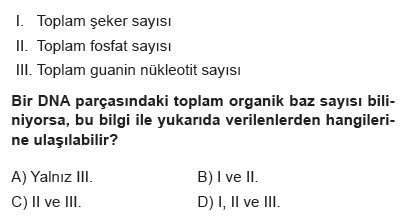 I. Toplam şeker sayısı
II. Toplam fosfat sayısı
III. Toplam guanin nükleotit sayısı
Bir DNA parçasındaki toplam organik baz sayısı bili-
niyorsa, bu bilgi ile yukarıda verilenlerden hangileri-
ne ulaşılabilir?
A) Yalnız III. B) I ve II.
C) II ve III. D) I, II ve III.